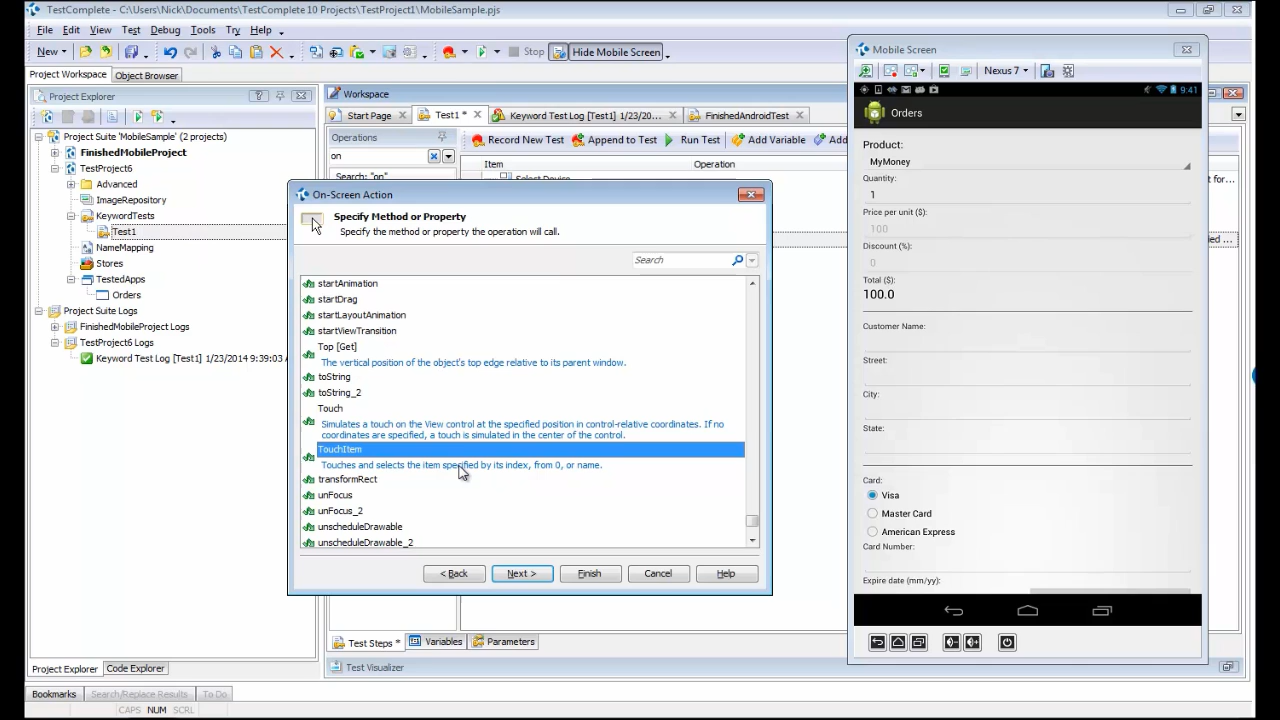 TestComplete - C:\Users\Nick\Documents\TestComplete 10 Projects\TestProject1\MobileSample.pjs
File Edit View Test Debug Tools Try Help
New Stop Hide Mobile Screen
Project Workspace Object Browser
Project Explorer
Project Suite 'MobileSample' (2 projects)
FinishedMobileProject
TestProject6
Advanced
ImageRepository
KeywordTests
Test1
NameMapping
Stores
TestedApps
Orders
Project Suite Logs
FinishedMobileProject Logs
TestProject6 Logs
Keyword Test Log [Test1] 1/23/2014 9:39:03 A
Project Explorer Code Explorer
Bookmarks Search/Replace Results To Do
CAPS NUM SCRL
Workspace
Start Page Test1 * Keyword Test Log [Test1] 1/23/20... FinishedAndroidTest
Operations
on
Search: "on"
Record New Test Append to Test Run Test Add Variable Add
Item Operation
Select Device
t for...
ed ...
On-Screen Action
Specify Method or Property
Specify the method or property the operation will call.
Search
startAnimation
startDrag
startLayoutAnimation
startViewTransition
Top [Get]
The vertical position of the object's top edge relative to its parent window.
toString
toString_2
Touch
Simulates a touch on the View control at the specified position in control-relative coordinates. If no
coordinates are specified, a touch is simulated in the center of the control.
TouchItem
Touches and selects the item specified by its index, from 0, or name.
transformRect
unFocus
unFocus_2
unscheduleDrawable
unscheduleDrawable_2
< Back Next > Finish Cancel Help
Test Steps * Variables Parameters
Test Visualizer
Mobile Screen
Nexus 7
9:41
Orders
Product:
MyMoney
Quantity:
1
Price per unit ($):
100
Discount (%):
0
Total ($)
100.0
Customer Name:
Street:
City:
State:
Card:
Visa
Master Card
American Express
Card Number:
Expire date (mm/yy):